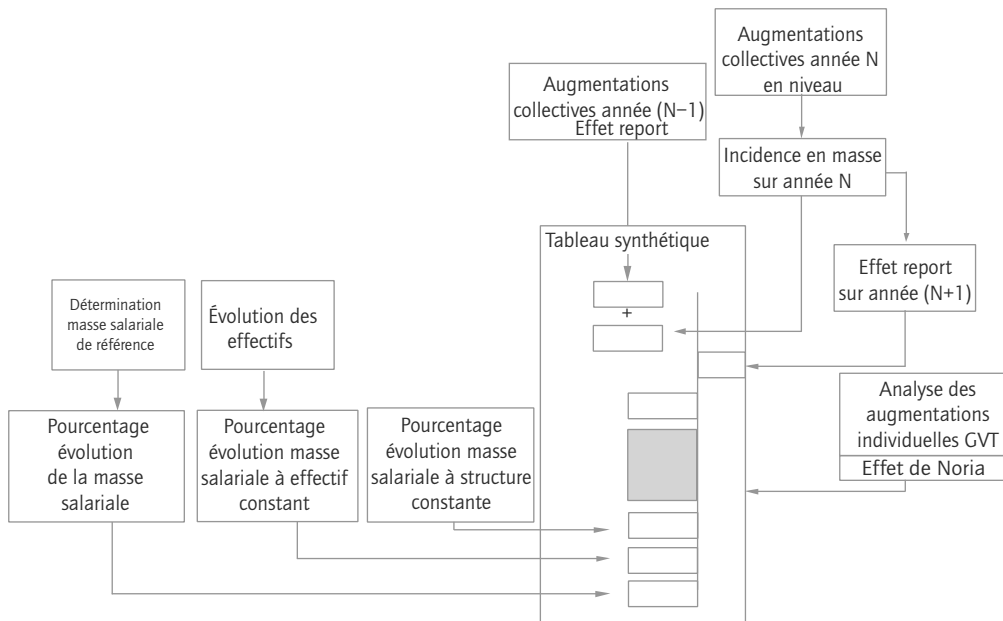 Augmentations
collectives année N
en niveau
Augmentations
collectives année (N−1)
Effet report
Incidence en masse
sur année N
Tableau synthétique
Effet report
sur année (N+1)
+
Détermination
masse salariale
de référence
Évolution des
effectifs
Analyse des
augmentations
individuelles GVT
Effet de Noria
Pourcentage
évolution
de la masse
salariale
Pourcentage
évolution masse
salariale à effectif
constant
Pourcentage
évolution masse
salariale à structure
constante